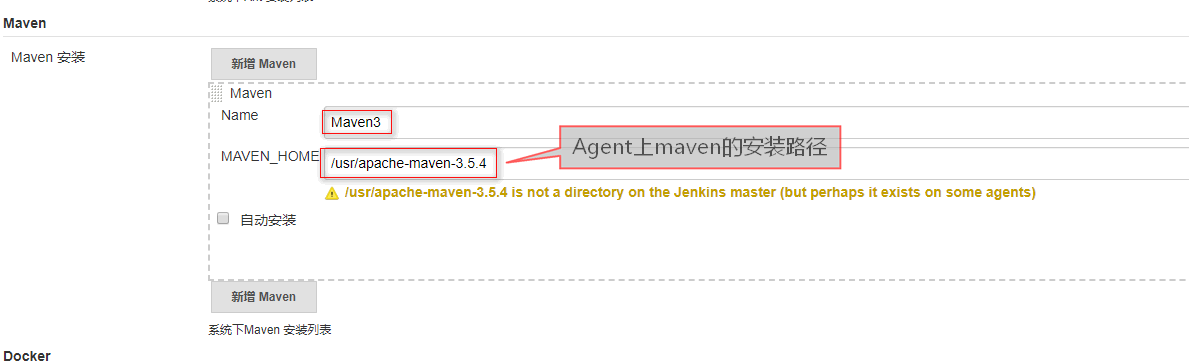 Maven
Maven 安装
新增 Maven
Maven
Name
Maven3
MAVEN_HOME
/usr/apache-maven-3.5.4
Agent上maven的安装路径
/usr/apache-maven-3.5.4 is not a directory on the Jenkins master (but perhaps it exists on some agents)
自动安装
新增 Maven
系统下Maven 安装列表
Docker